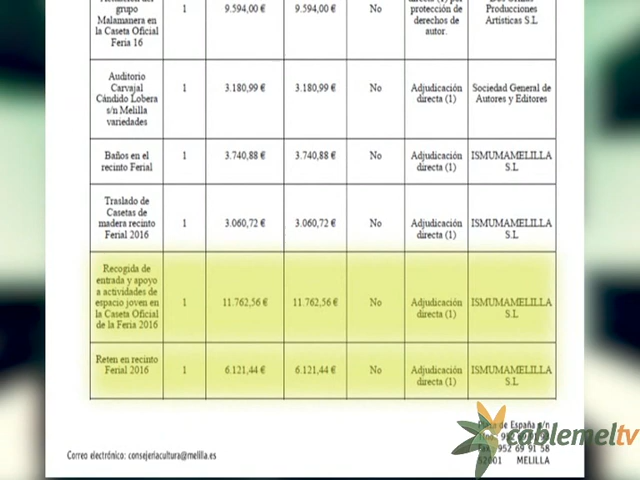 grupo
Malamanera en
la Caseta Oficial
Feria 16
1
9.594,00 €
9.594,00 €
No
protección de
derechos de
autor.
Producciones
Artísticas S.L
Auditorio
Carvajal
Cándido Lobera
s/n Melilla
variedades
1
3.180,99 €
3.180,99 €
No
Adjudicación
directa (1)
Sociedad General de
Autores y Editores
Baños en el
recinto Ferial
1
3.740,88 €
3.740,88 €
No
Adjudicación
directa (1)
ISMUMAMELILLA
S.L
Traslado de
Casetas de
madera recinto
Ferial 2016
1
3.060,72 €
3.060,72 €
No
Adjudicación
directa (1)
ISMUMAMELILLA
S.L
Recogida de
entrada y apoyo
a actividades de
espacio joven en
la Caseta Oficial
de la Feria 2016
1
11.762,56 €
11.762,56 €
No
Adjudicación
directa (1)
ISMUMAMELILLA
S.L
Reten en recinto
Ferial 2016
1
6.121,44 €
6.121,44 €
No
Adjudicación
directa (1)
ISMUMAMELILLA
S.L
Correo electrónico: consejeriacultura@melilla.es
de España s/n
952 69 91 58
52001 MELILLA
cablemeltv